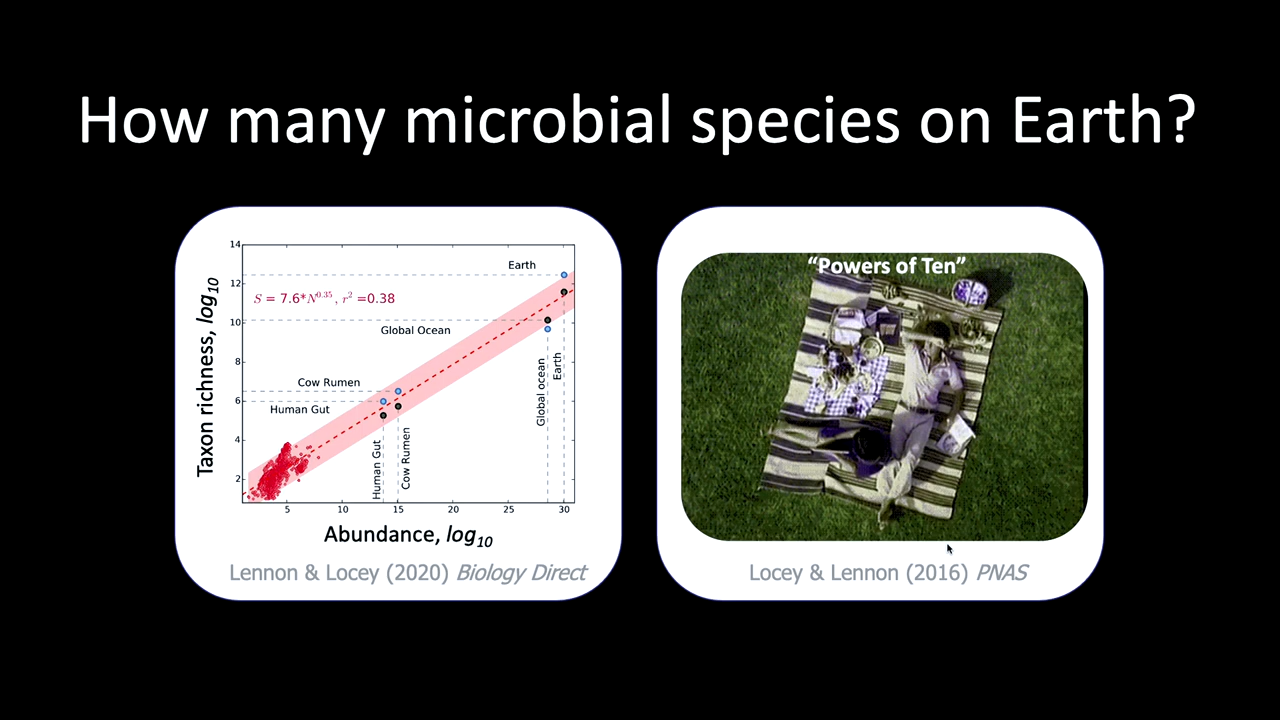 How many microbial species on Earth?
14
12
10
8
6
4
2
Taxon richness, log10
S = 7.6*N^0.35, r^2=0.38
Earth
Global Ocean
Cow Rumen
Human Gut
Human Gut
Cow Rumen
Global ocean
Earth
5
10
15
20
25
30
Abundance, log10
Lennon & Locey (2020) Biology Direct
“Powers of Ten”
Locey & Lennon (2016) PNAS